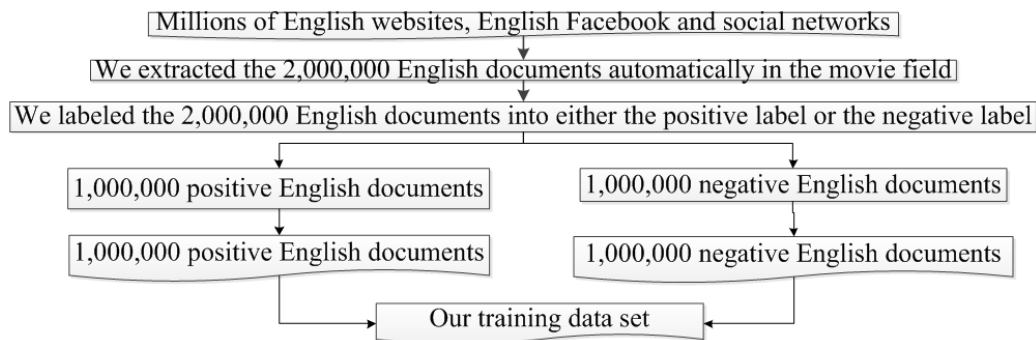 Millions of English websites, English Facebook and social networks
We extracted the 2,000,000 English documents automatically in the movie field
We labeled the 2,000,000 English documents into either the positive label or the negative label
1,000,000 positive English documents
1,000,000 negative English documents
1,000,000 positive English documents
1,000,000 negative English documents
Our training data set